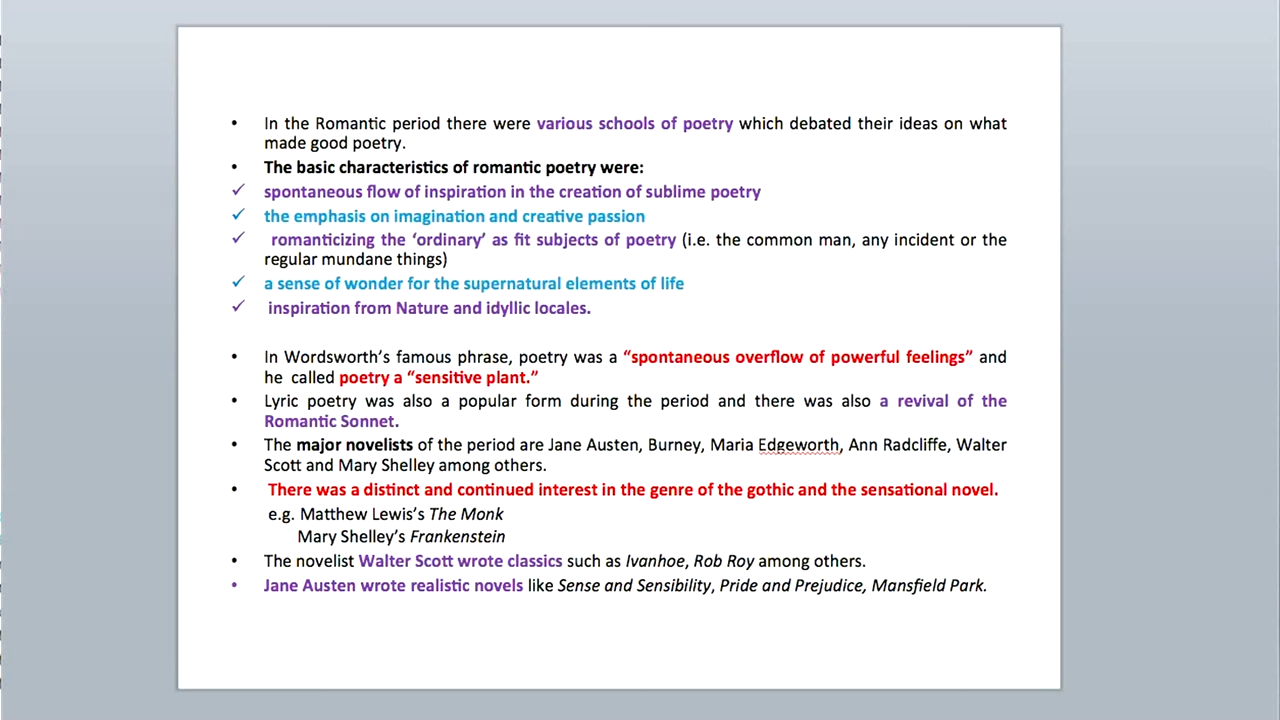 • In the Romantic period there were various schools of poetry which debated their ideas on what
made good poetry.
• The basic characteristics of romantic poetry were:
✓ spontaneous flow of inspiration in the creation of sublime poetry
✓ the emphasis on imagination and creative passion
✓ romanticizing the ‘ordinary’ as fit subjects of poetry (i.e. the common man, any incident or the
regular mundane things)
✓ a sense of wonder for the supernatural elements of life
✓ inspiration from Nature and idyllic locales.
• In Wordsworth’s famous phrase, poetry was a “spontaneous overflow of powerful feelings” and
he called poetry a “sensitive plant.”
• Lyric poetry was also a popular form during the period and there was also a revival of the
Romantic Sonnet.
• The major novelists of the period are Jane Austen, Burney, Maria Edgeworth, Ann Radcliffe, Walter
Scott and Mary Shelley among others.
• There was a distinct and continued interest in the genre of the gothic and the sensational novel.
e.g. Matthew Lewis’s The Monk
Mary Shelley’s Frankenstein
• The novelist Walter Scott wrote classics such as Ivanhoe, Rob Roy among others.
• Jane Austen wrote realistic novels like Sense and Sensibility, Pride and Prejudice, Mansfield Park.